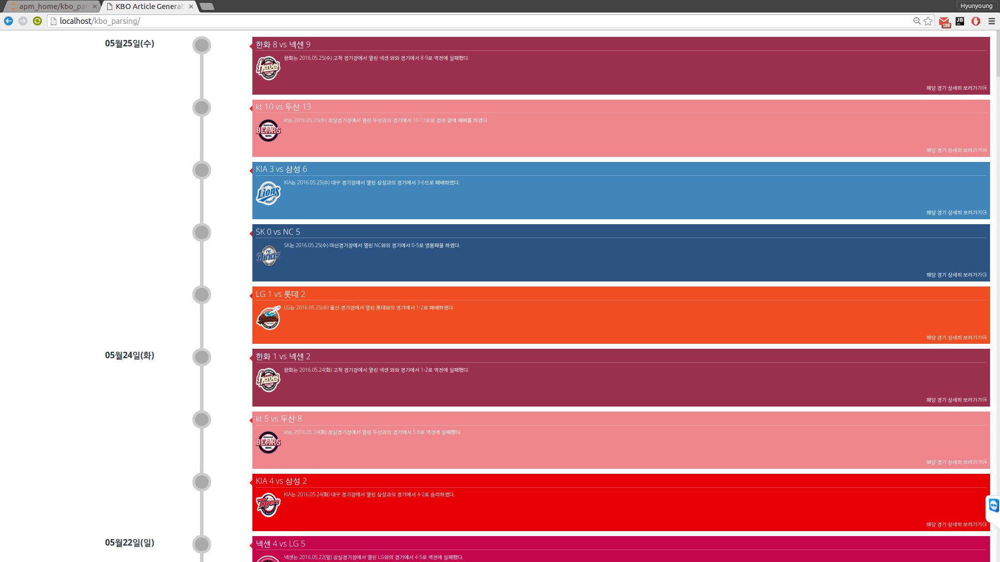 apm_home/kbo_par
KBO Article Generat
Hyunyoung
localhost/kbo_parsing/
188
JB
05월25일(수)
한화 8 vs 넥센 9
Heroes
한화는 2016.05.25(수) 고척 경기장에서 열린 넥센 와와 경기에서 8-9로 역전에 실패했다.
해당 경기 상세히 보러가기
kt 10 vs 두산 13
BEARS
kt는 2016.05.25(수) 잠실경기장에서 열린 두산과의 경기에서 10-13으로 접전 끝에 패배를 하였다.
해당 경기 상세히 보러가기
KIA 3 vs 삼성 6
Lions
KIA는 2016.05.25(수) 대구 경기장에서 열린 삼성과의 경기에서 3-6으로 패배하였다.
해당 경기 상세히 보러가기
SK 0 vs NC 5
NC
DINOS
SK는 2016.05.25(수) 마산경기장에서 열린 NC와의 경기에서 0-5로 영봉패을 하였다.
해당 경기 상세히 보러가기
LG 1 vs 롯데 2
Giants
LG는 2016.05.25(수) 울산 경기장에서 열린 롯데와의 경기에서 1-2로 패배하였다.
해당 경기 상세히 보러가기
05월24일(화)
한화 1 vs 넥센 2
Heroes
한화는 2016.05.24(화) 고척 경기장에서 열린 넥센 와와 경기에서 1-2로 역전에 실패했다.
해당 경기 상세히 보러가기
kt 5 vs 두산 8
BEARS
kt는 2016.05.24(화) 잠실경기장에서 열린 두산과의 경기에서 5-8로 역전에 실패했다.
해당 경기 상세히 보러가기
KIA 4 vs 삼성 2
Tigers
KIA는 2016.05.24(화) 대구 경기장에서 열린 삼성과의 경기에서 4-2로 승리하였다.
해당 경기 상세히 보러가기
05월22일(일)
넥센 4 vs LG 5
넥센는 2016.05.22(일) 잠실경기장에서 열린 LG와의 경기에서 4-5로 역전에 실패했다.